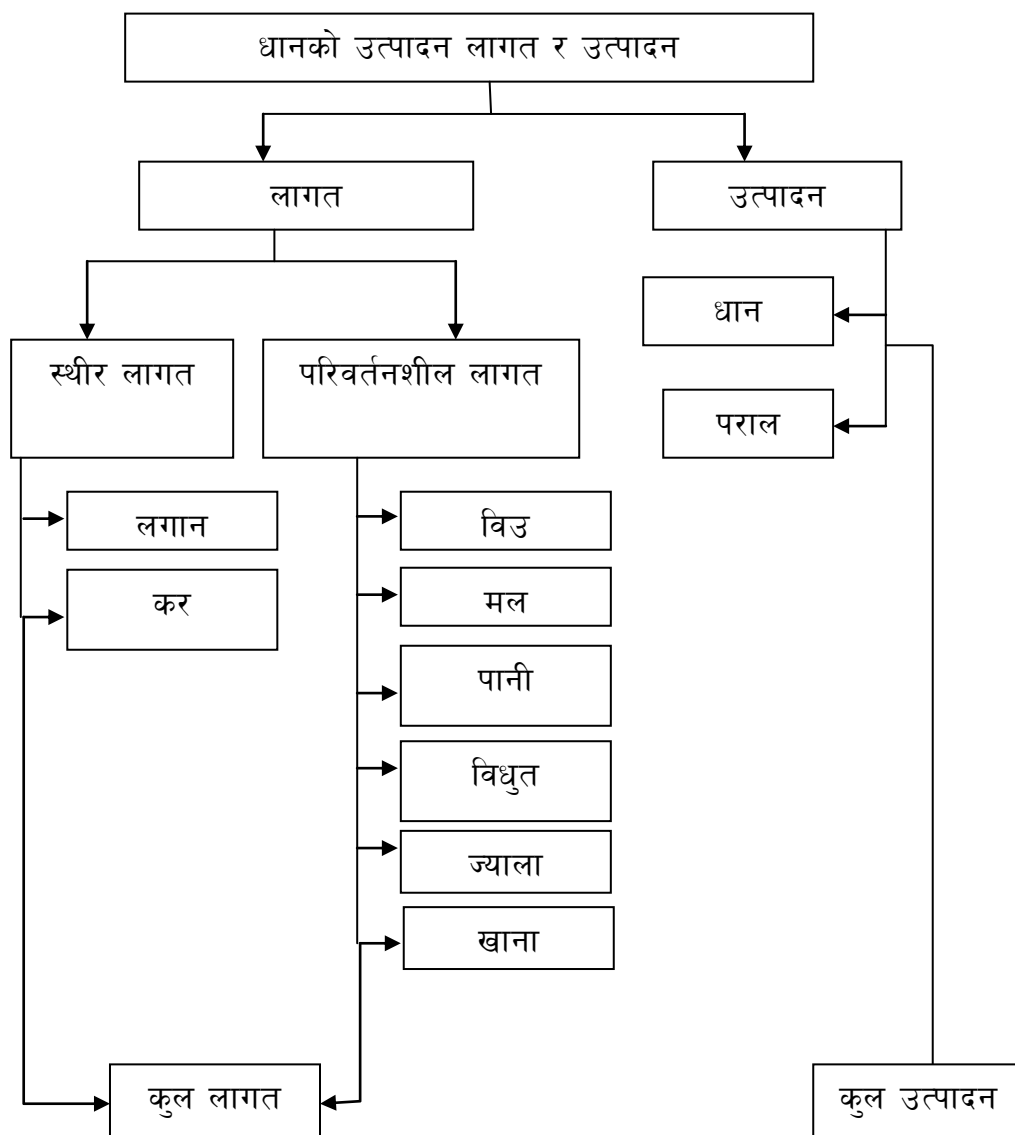 धानको उत्पादन लागत र उत्पादन
लागत
उत्पादन
धान
पराल
स्थीर लागत
परिवर्तनशील लागत
लगान
कर
विउ
मल
पानी
विधुत
ज्याला
खाना
कुल लागत
कुल उत्पादन